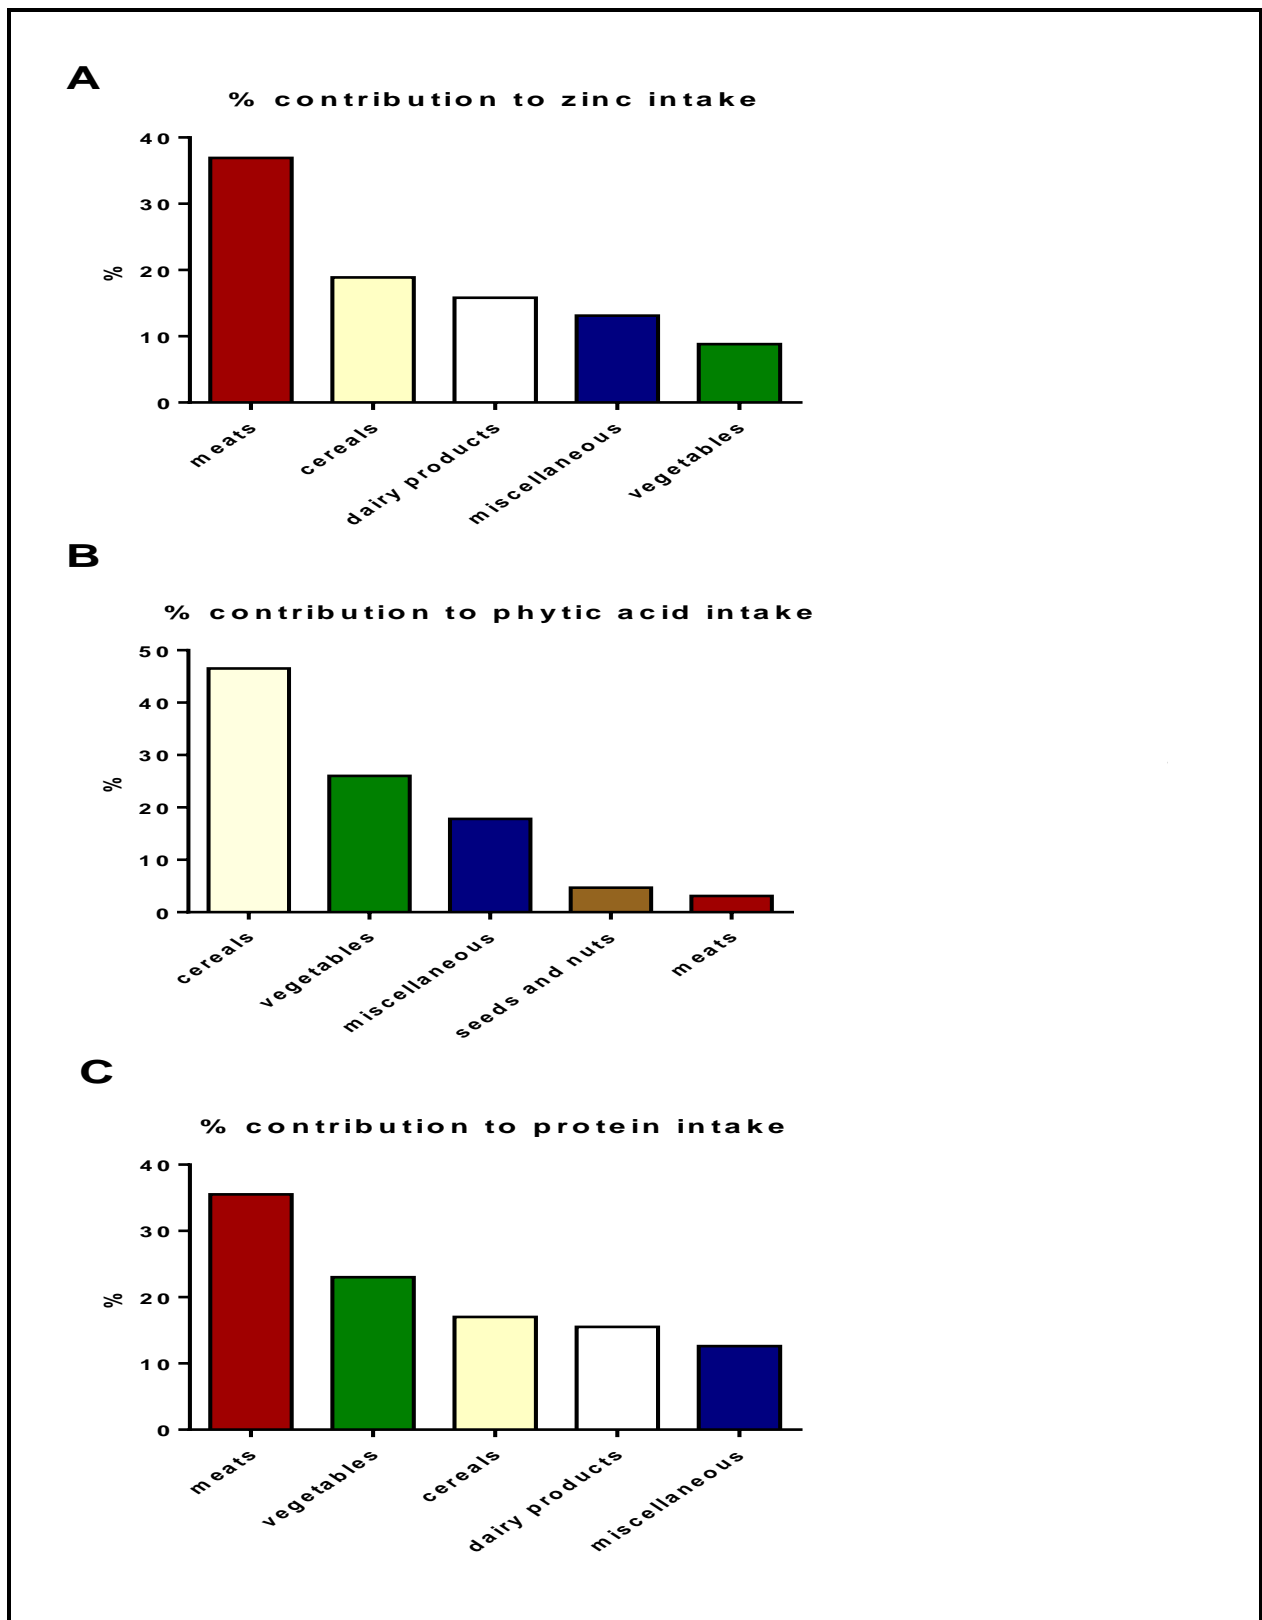 A
% contribution to zinc intake
40
30
20
10
0
%
meats
cereals
dairy products
miscellaneous
vegetables
B
% contribution to phytic acid intake
50
40
30
20
10
0
%
cereals
vegetables
miscellaneous
seeds and nuts
meats
C
% contribution to protein intake
40
30
20
10
0
%
meats
vegetables
cereals
dairy products
miscellaneous